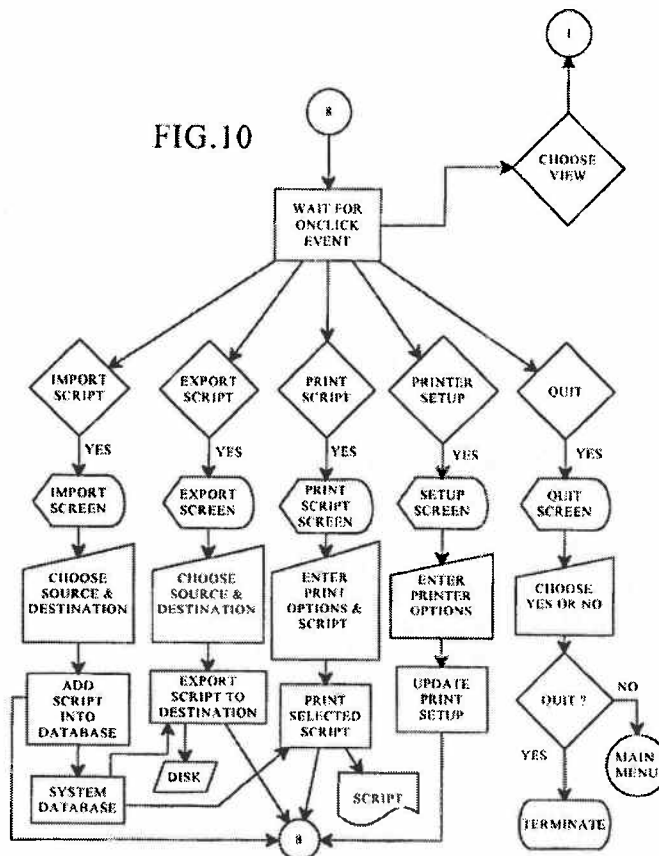 1
8
FIG.10
CHOOSE
VIEW
WAIT FOR
ONCLICK
EVENT
IMPORT
SCRIPT
EXPORT
SCRIPT
PRINT
SCRIPT
PRINTER
SETUP
QUIT
YES
YES
YES
YES
YES
IMPORT
SCREEN
EXPORT
SCREEN
PRINT
SCRIPT
SCREEN
SETUP
SCREEN
QUIT
SCREEN
CHOOSE
SOURCE &
DESTINATION
CHOOSE
SOURCE &
DESTINATION
ENTER
PRINT
OPTIONS &
SCRIPT
ENTER
PRINTER
OPTIONS
CHOOSE
YES OR NO
ADD
SCRIPT
INTO
DATABASE
EXPORT
SCRIPT TO
DESTINATION
PRINT
SELECTED
SCRIPT
UPDATE
PRINT
SETUP
QUIT ?
NO
YES
MAIN
MENU
SYSTEM
DATABASE
DISK
SCRIPT
8
TERMINATE